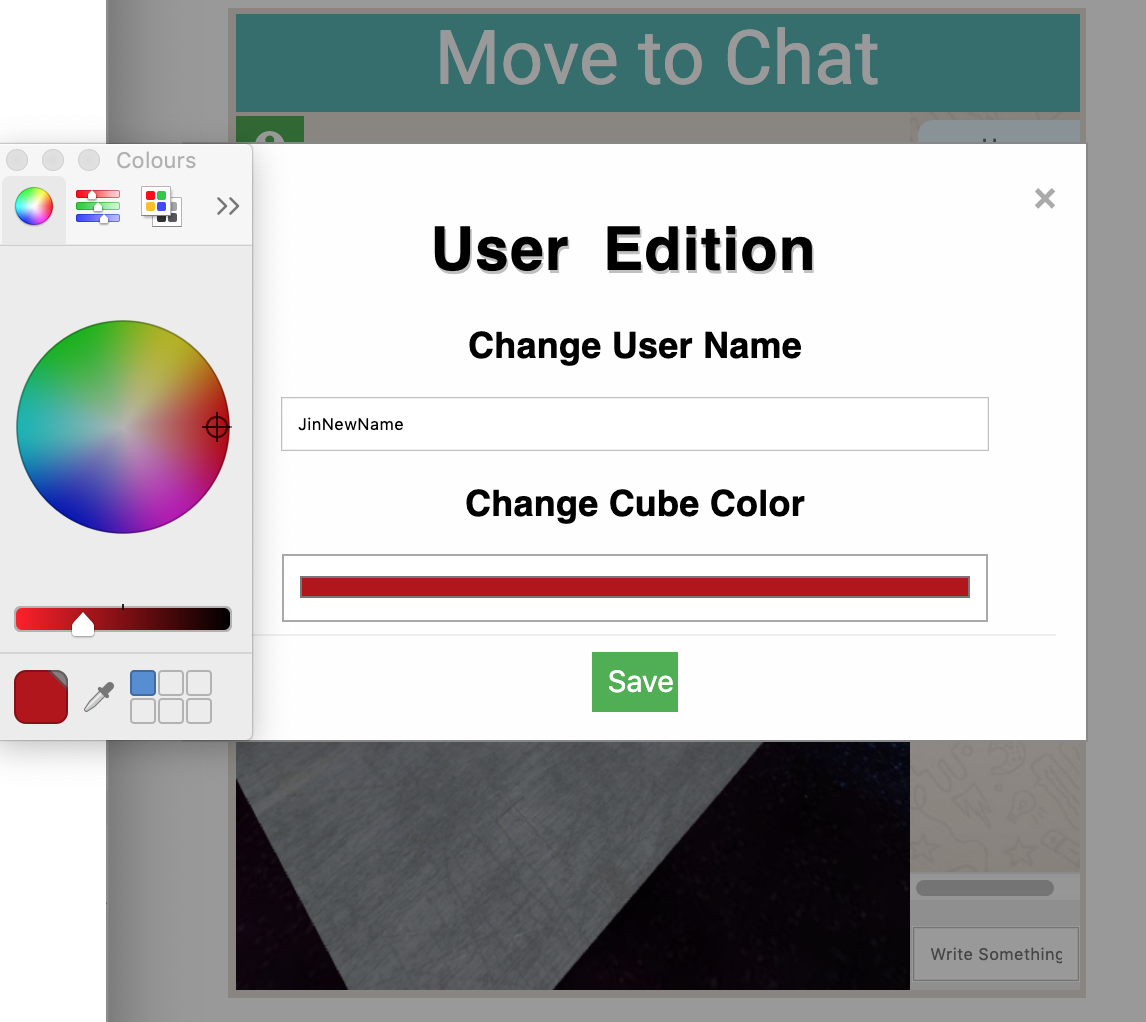 Move to Chat
Colours
×
User Edition
Change User Name
JinNewName
Change Cube Color
Save
Write Something